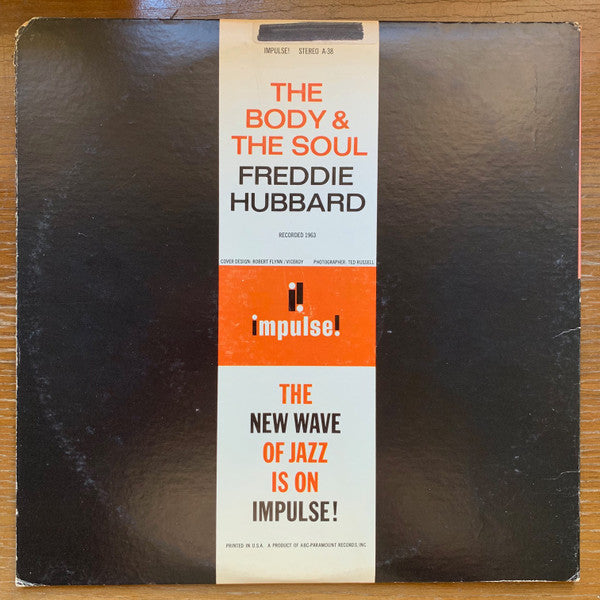 IMPULSE! STEREO A-38
THE
BODY &
THE SOUL
FREDDIE
HUBBARD
RECORDED 1963
COVER DESIGN: ROBERT FLYNN/VICEROY PHOTOGRAPHER: TED RUSSELL
i!
impulse!
THE
NEW WAVE
OF JAZZ
IS ON
IMPULSE!
PRINTED IN U.S.A. A PRODUCT OF ABC-PARAMOUNT RECORDS, INC